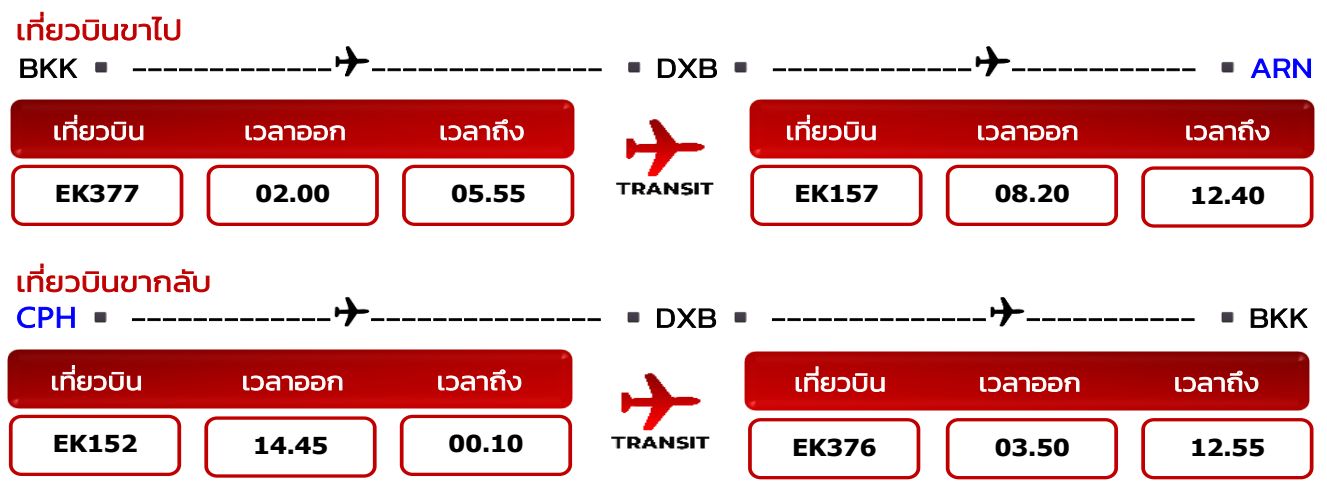 เที่ยวบินขาไป
BKK DXB ARN
เที่ยวบิน เวลาออก เวลาถึง เที่ยวบิน เวลาออก เวลาถึง
EK377 02.00 05.55 TRANSIT EK157 08.20 12.40
เที่ยวบินขากลับ
CPH DXB BKK
เที่ยวบิน เวลาออก เวลาถึง เที่ยวบิน เวลาออก เวลาถึง
EK152 14.45 00.10 TRANSIT EK376 03.50 12.55